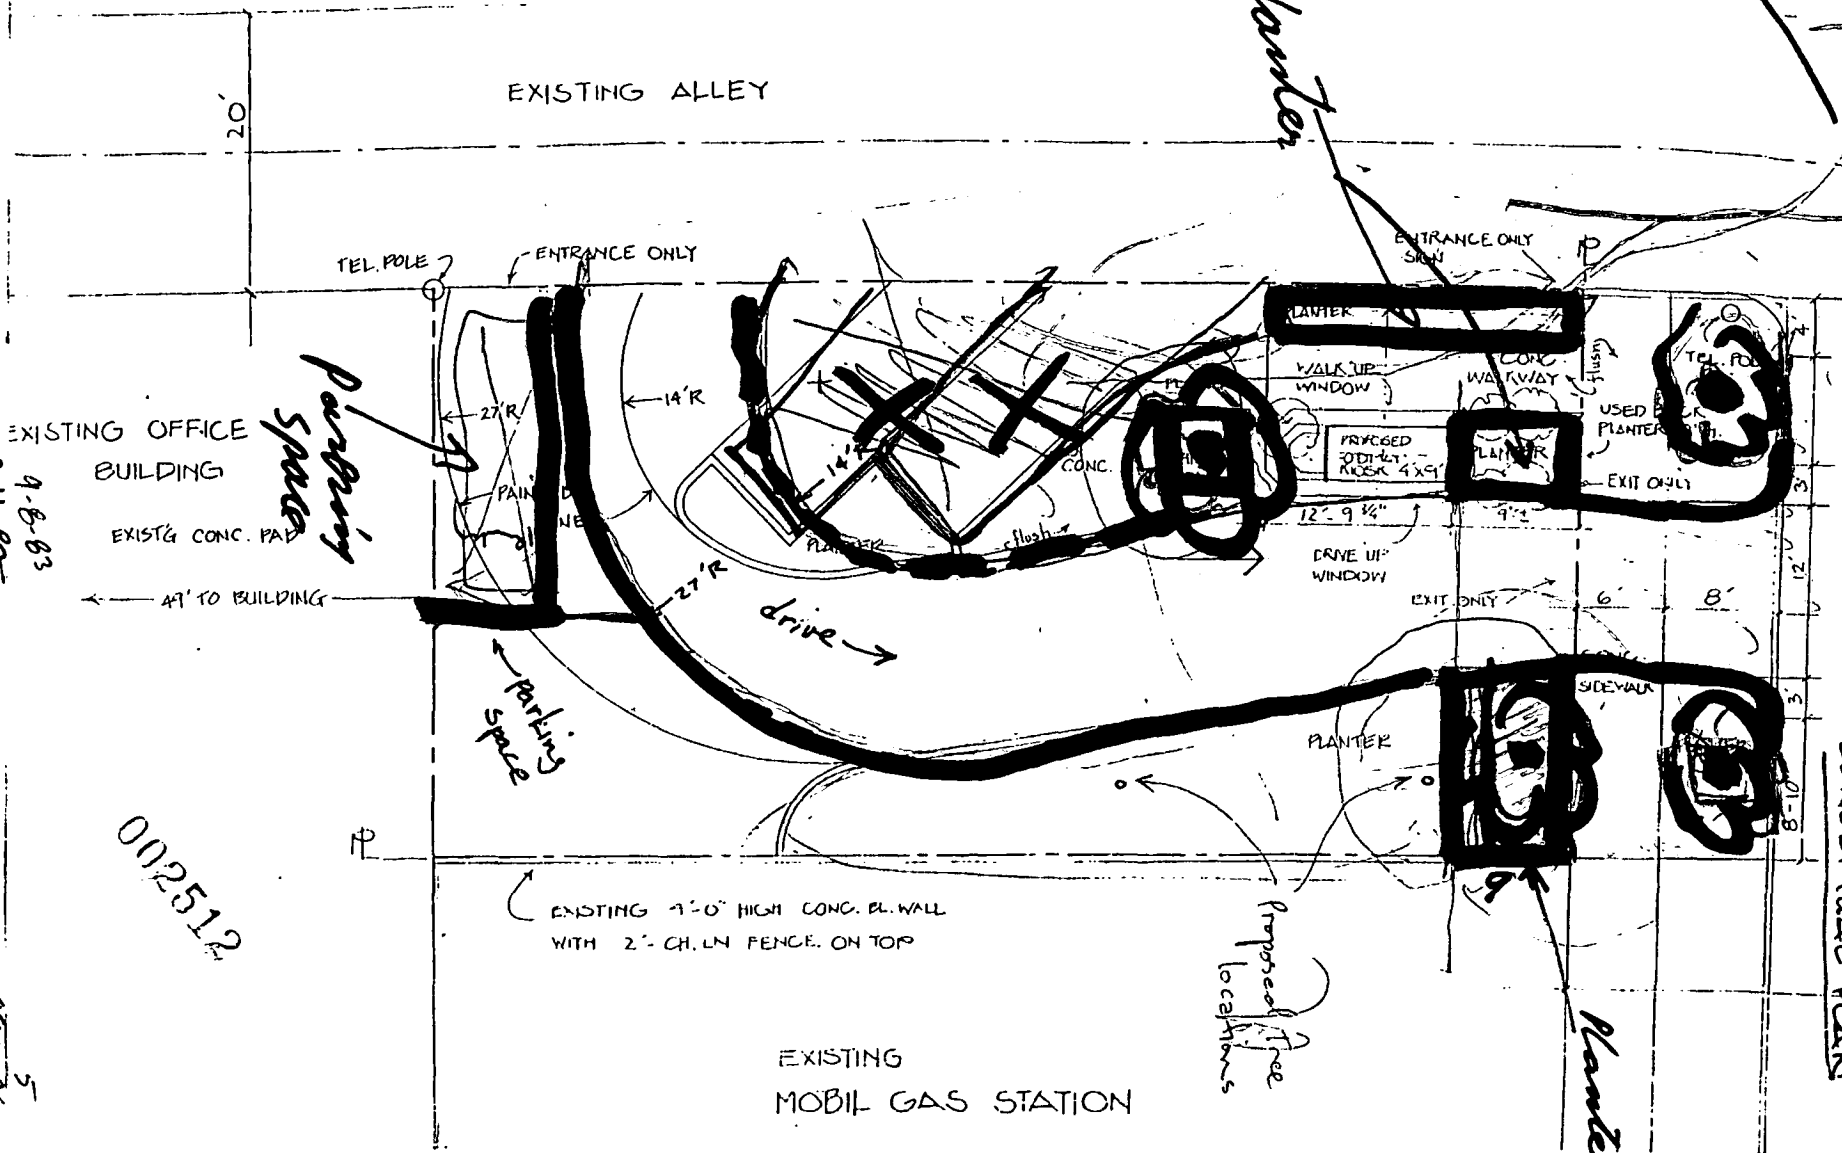 EXISTING ALLEY
20'
TEL. POLE
ENTRANCE ONLY
ENTRANCE ONLY
SIGN
PLANTER
WALK UP
WINDOW
CONC.
WALKWAY
flush
TEL. POLE
4
27'R
14'R
Parking
Space
EXISTING OFFICE
BUILDING
EXIST'G CONC. PAD
9-8-83
49' TO BUILDING
14'
CONC.
PLANTER
flush
KIOSK 4'x9'
PLANTER
USED BRICK
PLANTER
EXIT ONLY
3'
12'-9 3/4"
9'±
DRIVE UP
WINDOW
12'
27'R
drive
EXIT ONLY
6'
8'
parking
space
SIDEWALK
3'
PLANTER
8'-10"
002512
EXISTING 9'-0" HIGH CONC. BL. WALL
WITH 2'- CH. LN FENCE. ON TOP
9'
Proposed Tree
locations
EXISTING
MOBIL GAS STATION
5